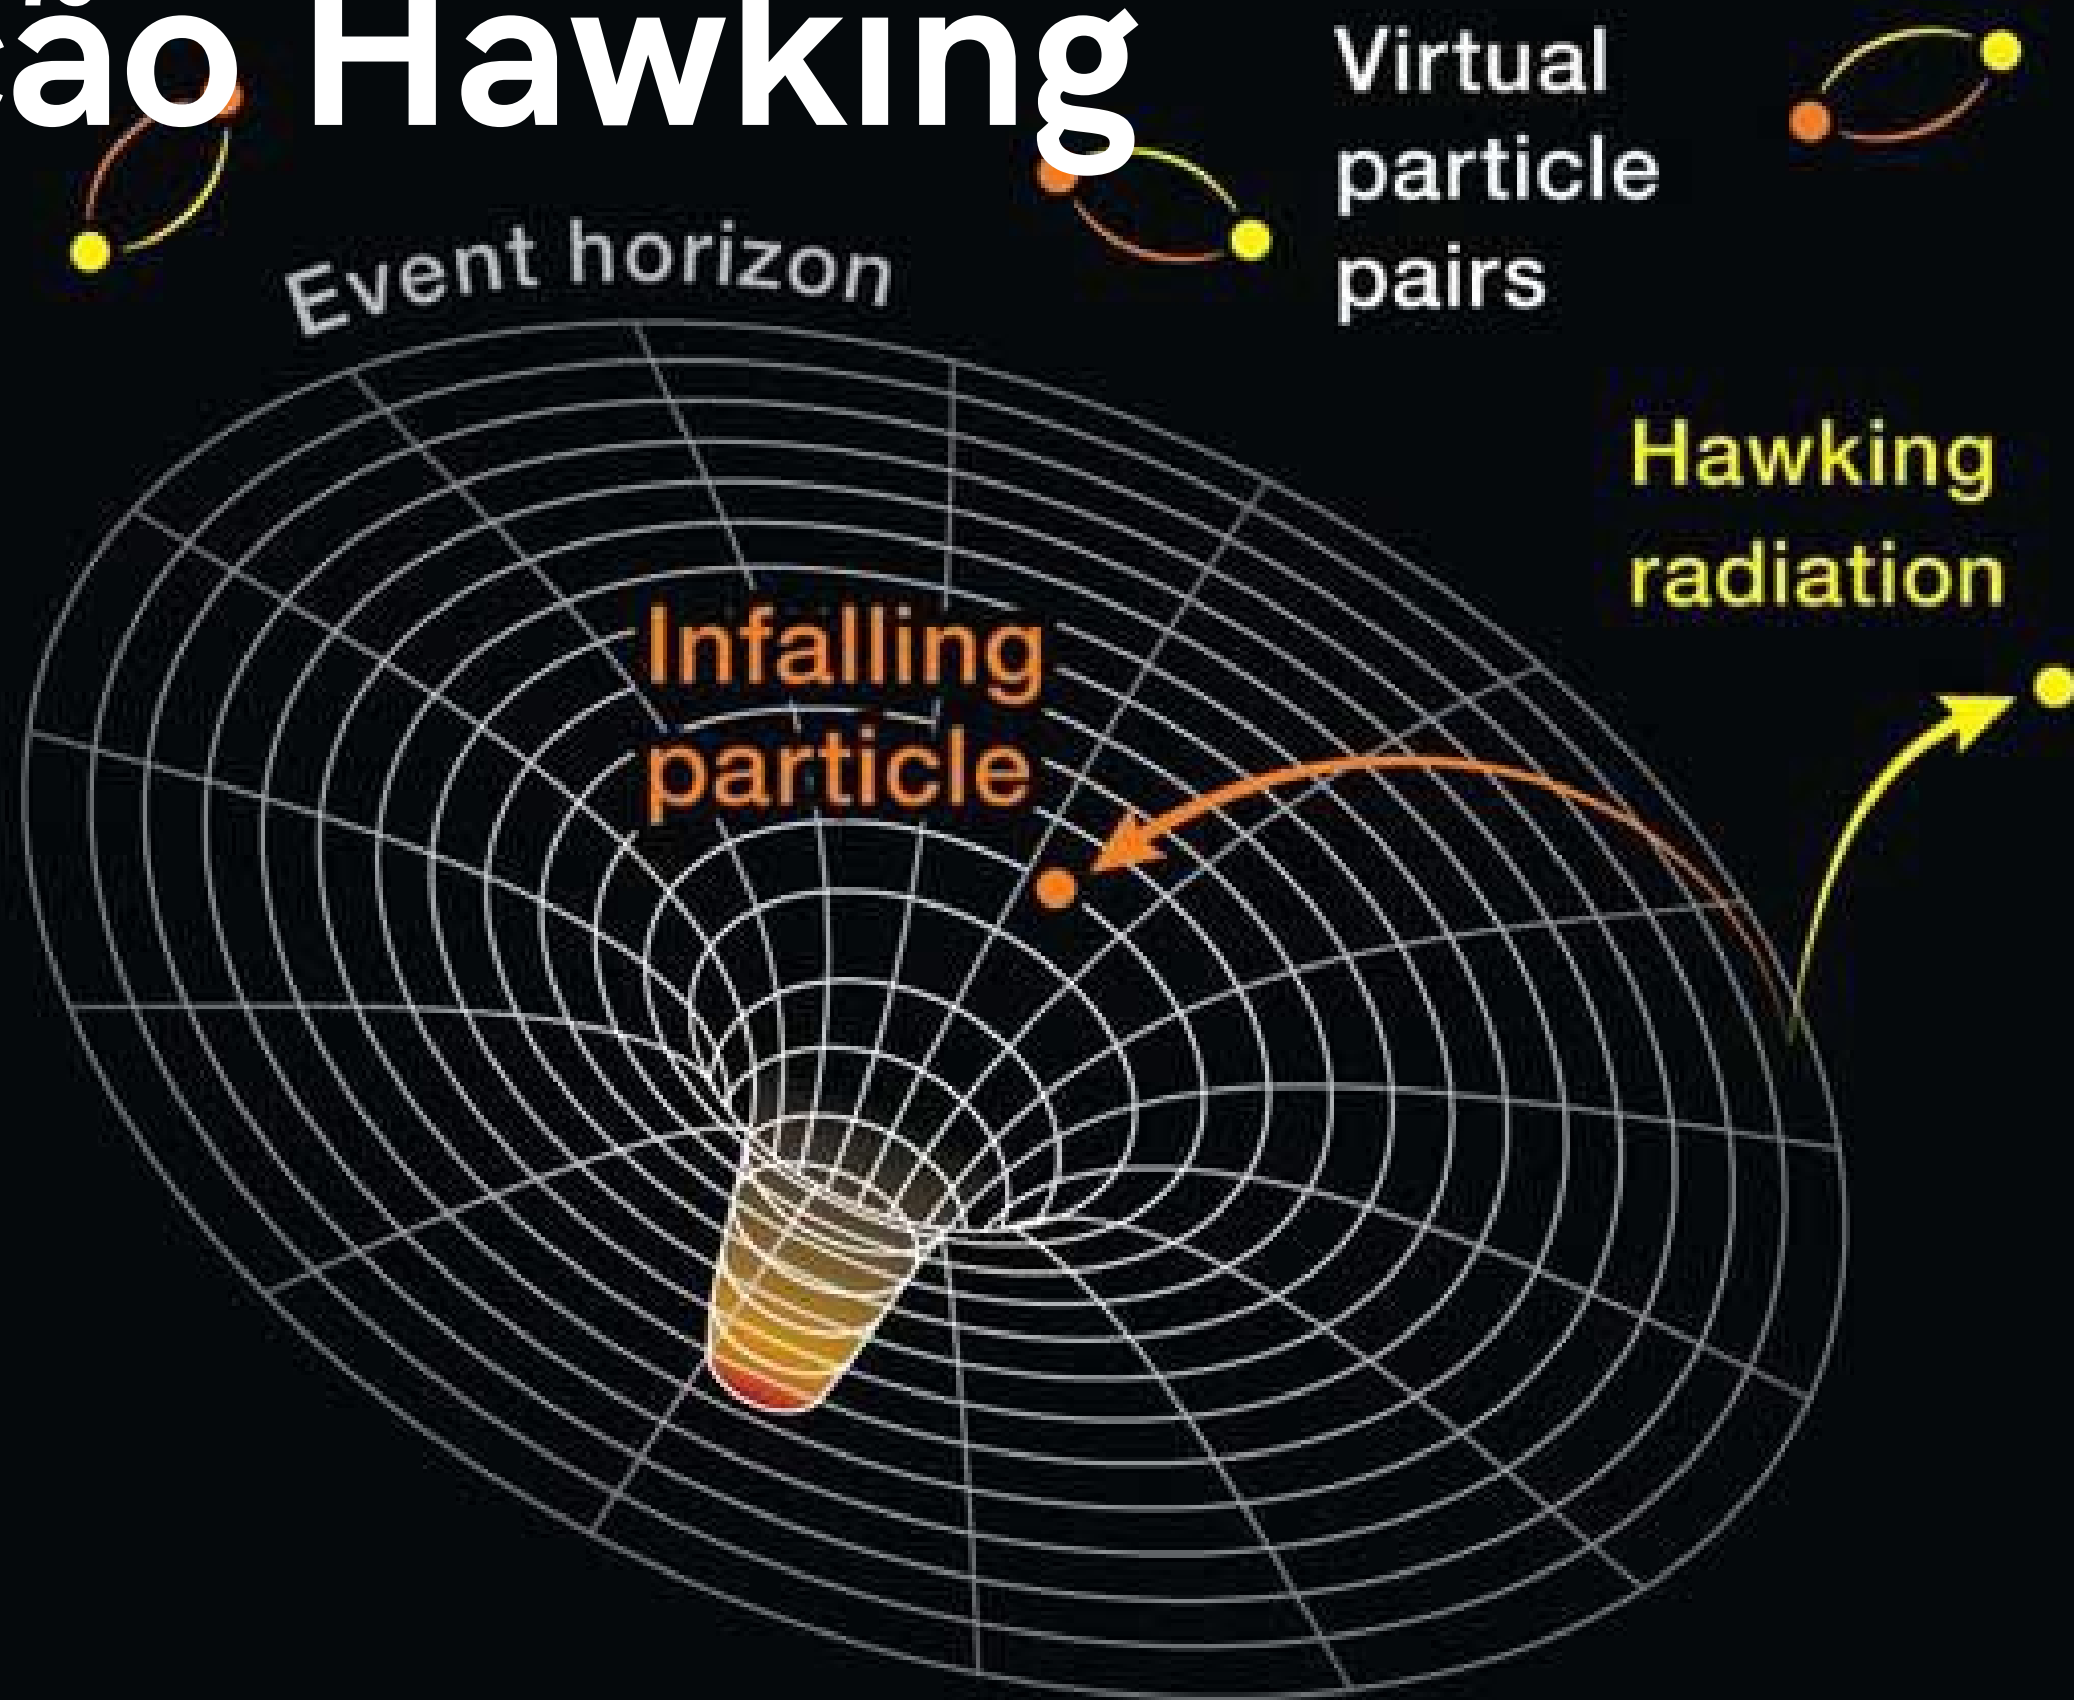 ção Hawking
Virtual
particle
pairs
Event horizon
Hawking
radiation
Infalling
particle